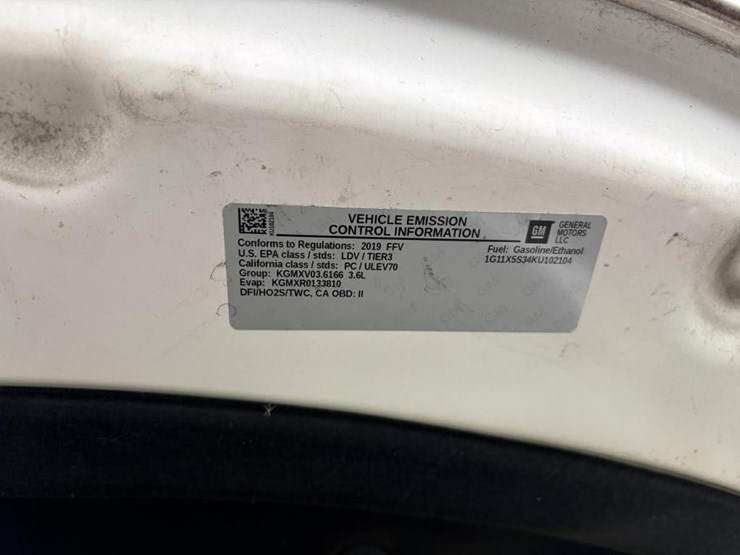 VEHICLE EMISSION
CONTROL INFORMATION
GM
GENERAL
MOTORS
LLC
Conforms to Regulations: 2019 FFV
Fuel: Gasoline/Ethanol
U.S. EPA class / stds: LDV / TIER3
1G11X5S34KU102104
California class / stds: PC / ULEV70
Group: KGMXV03.6166 3.6L
Evap: KGMXR0133810
DFI/HO2S/TWC, CA OBD: II